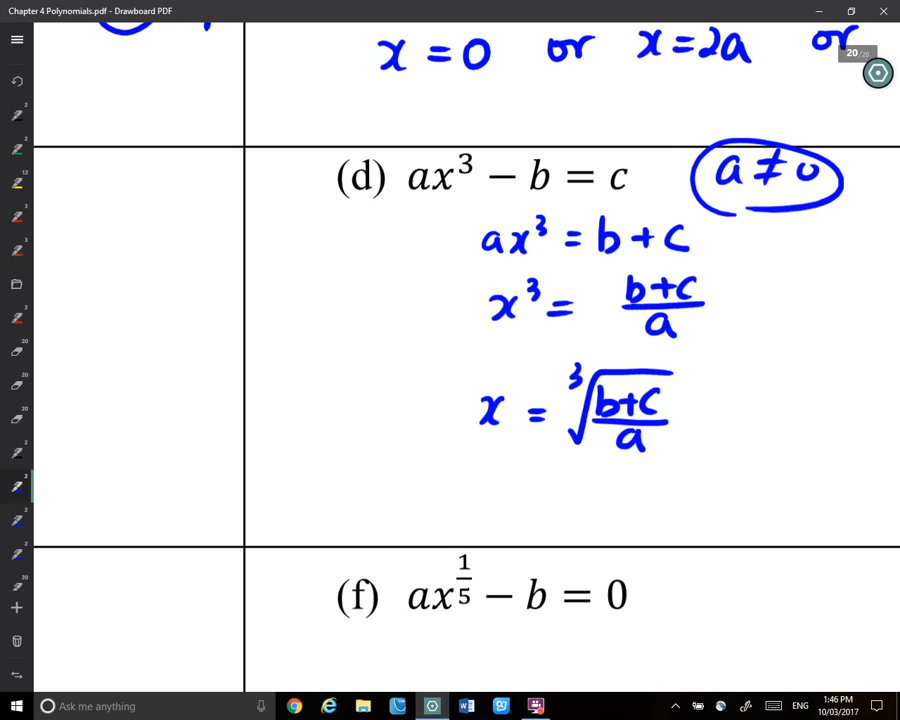 Chapter 4 Polynomials.pdf - Drawboard PDF
20/26
x = 0 or x = 2a or
(d) ax³ − b = c a ≠ 0
ax³ = b + c
x³ = (b+c)/a
x = ∛((b+c)/a)
(f) ax^(1/5) − b = 0
Ask me anything
ENG
1:46 PM
10/03/2017